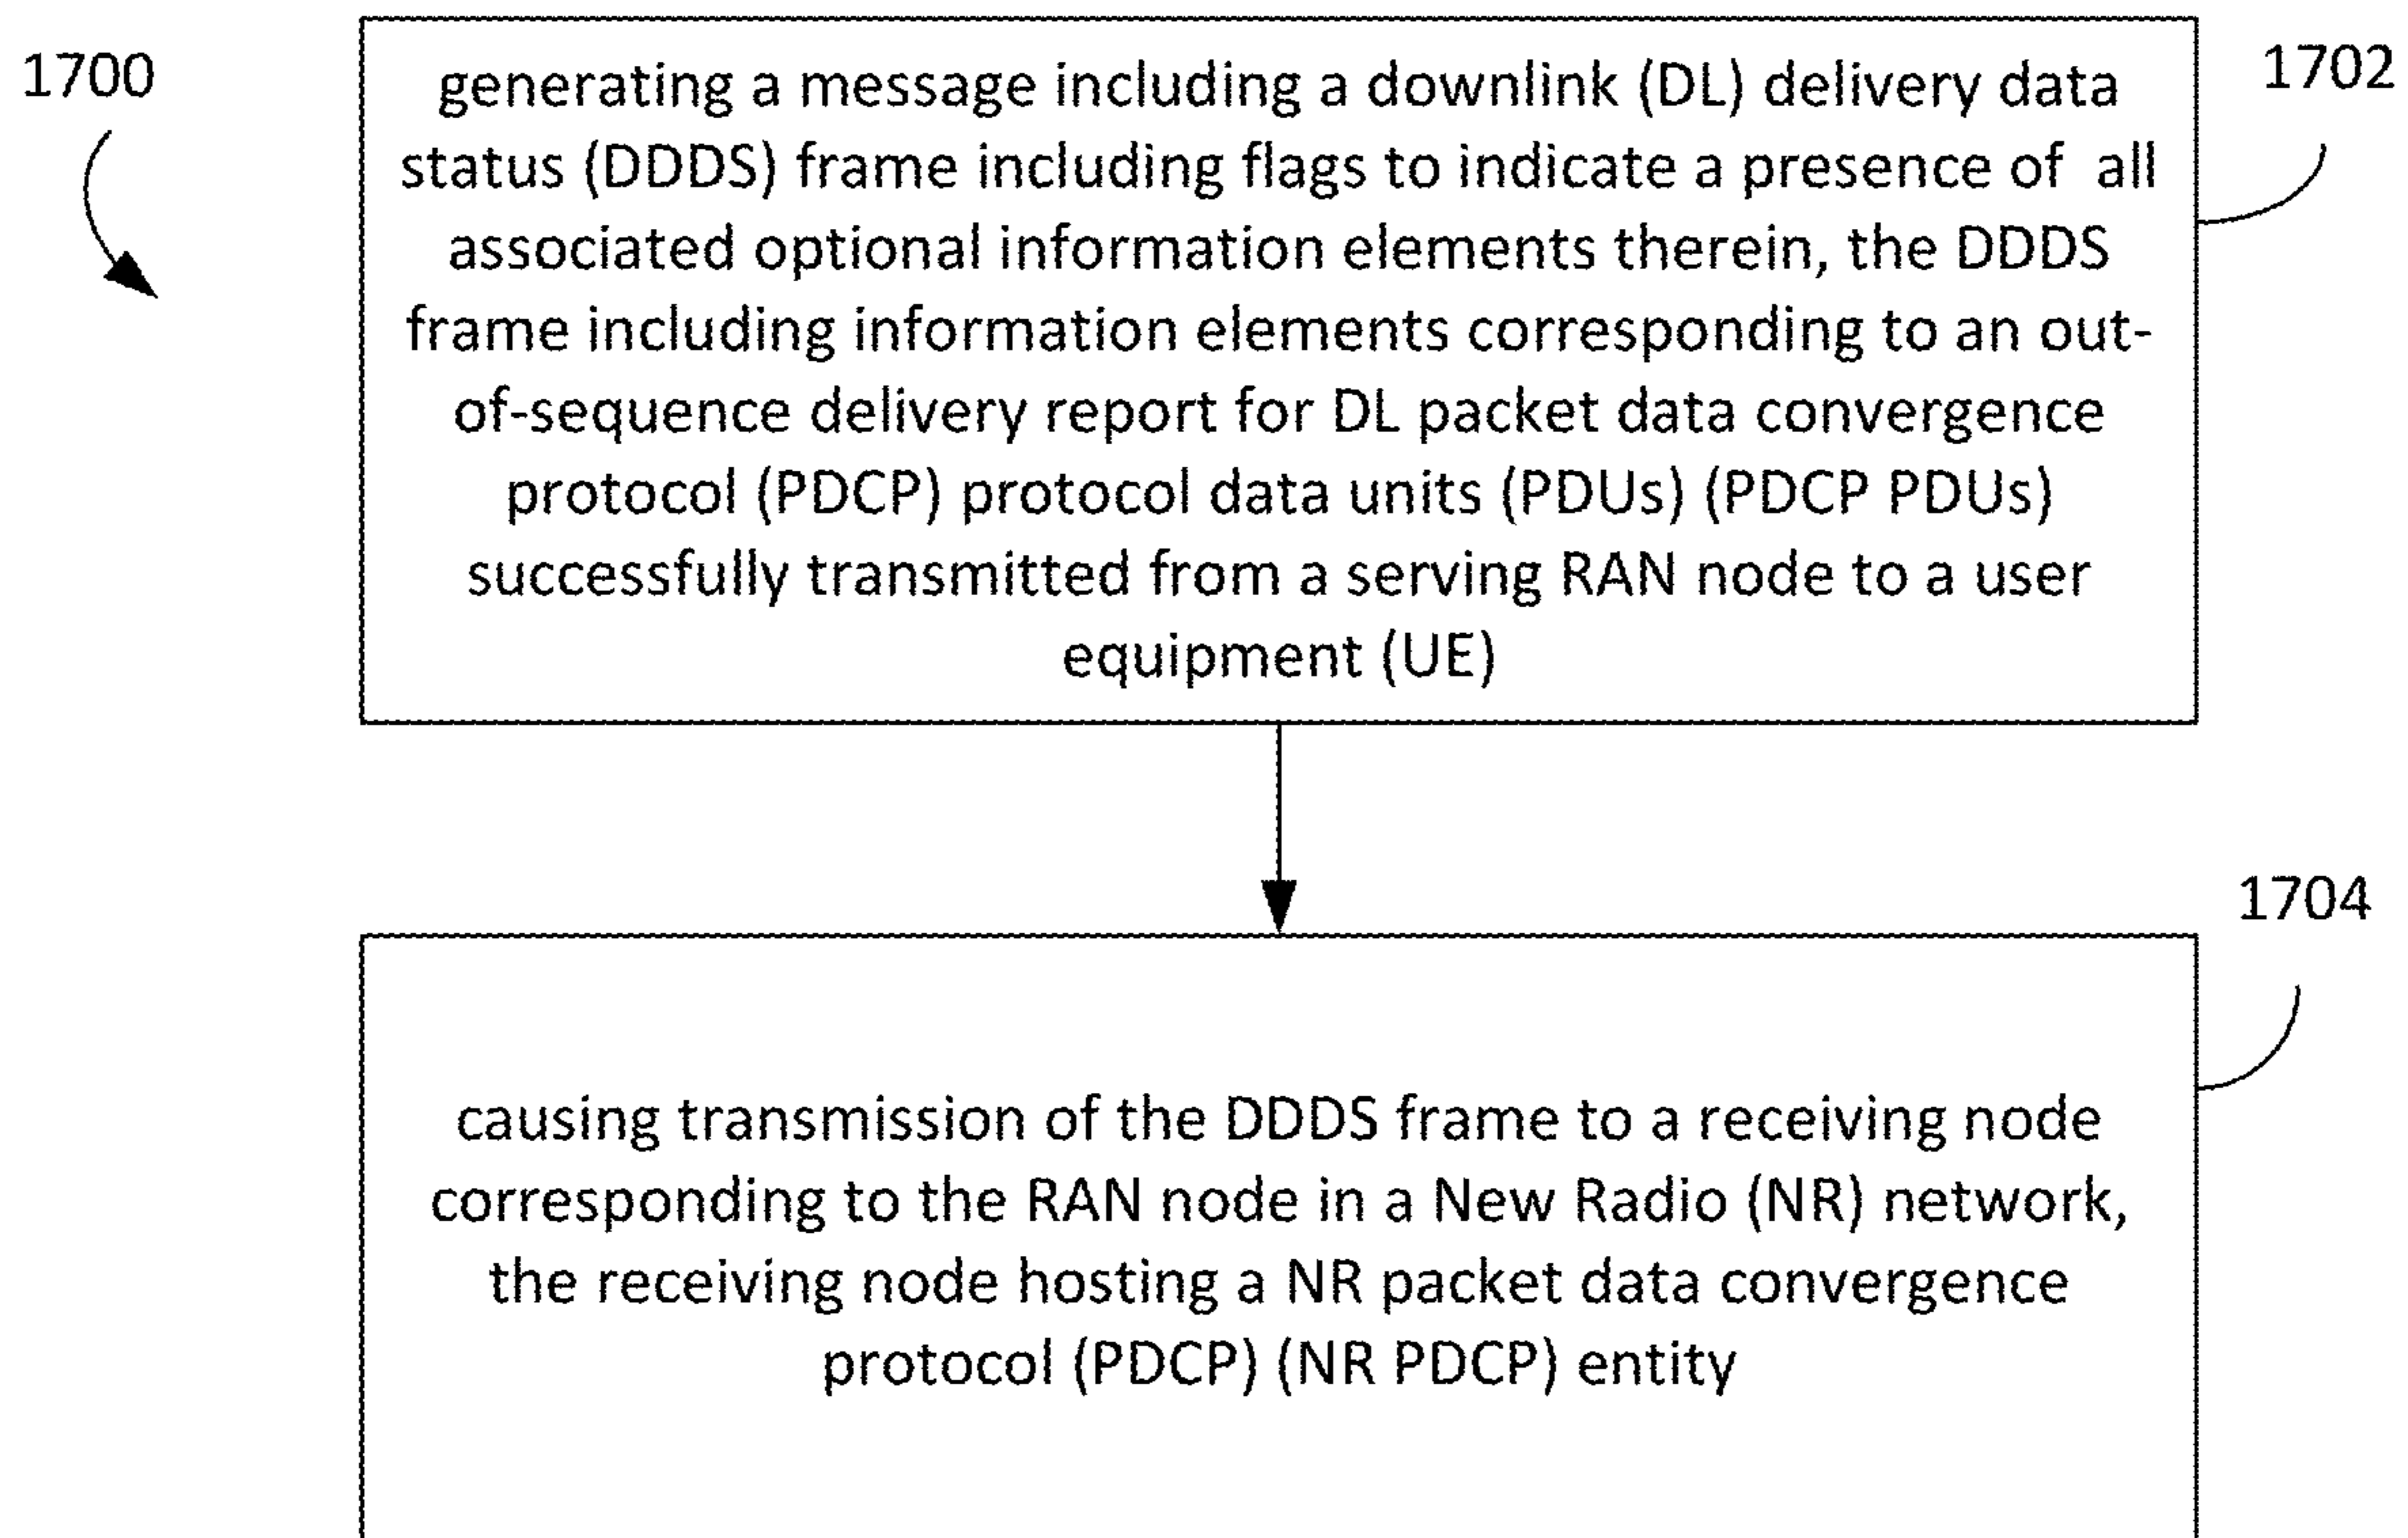 1700
1702
generating a message including a downlink (DL) delivery data
status (DDDS) frame including flags to indicate a presence of  all
associated optional information elements therein, the DDDS
frame including information elements corresponding to an out-
of-sequence delivery report for DL packet data convergence
protocol (PDCP) protocol data units (PDUs) (PDCP PDUs)
successfully transmitted from a serving RAN node to a user
equipment (UE)
1704
causing transmission of the DDDS frame to a receiving node
corresponding to the RAN node in a New Radio (NR) network,
the receiving node hosting a NR packet data convergence
protocol (PDCP) (NR PDCP) entity